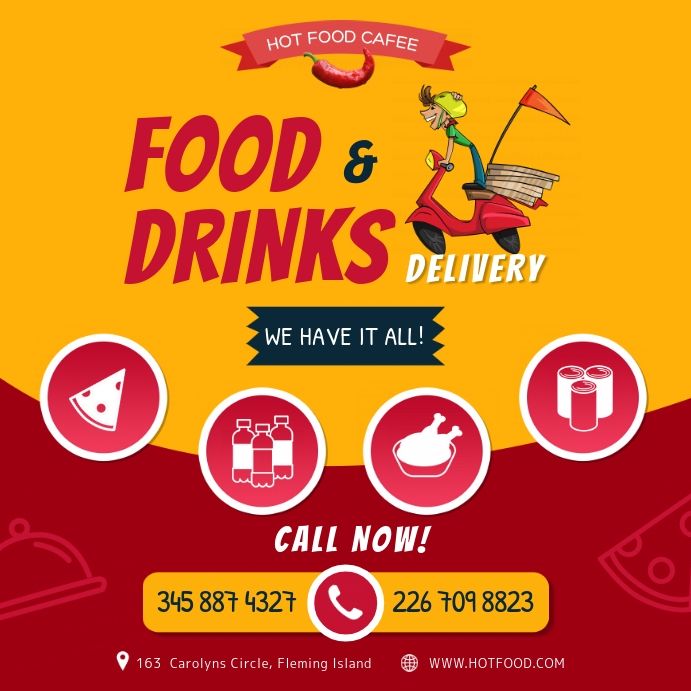 HOT FOOD CAFEE
FOOD &
DRINKS
DELIVERY
WE HAVE IT ALL!
CALL NOW!
345 887 4327 226 709 8823
163 Carolyns Circle, Fleming Island WWW.HOTFOOD.COM